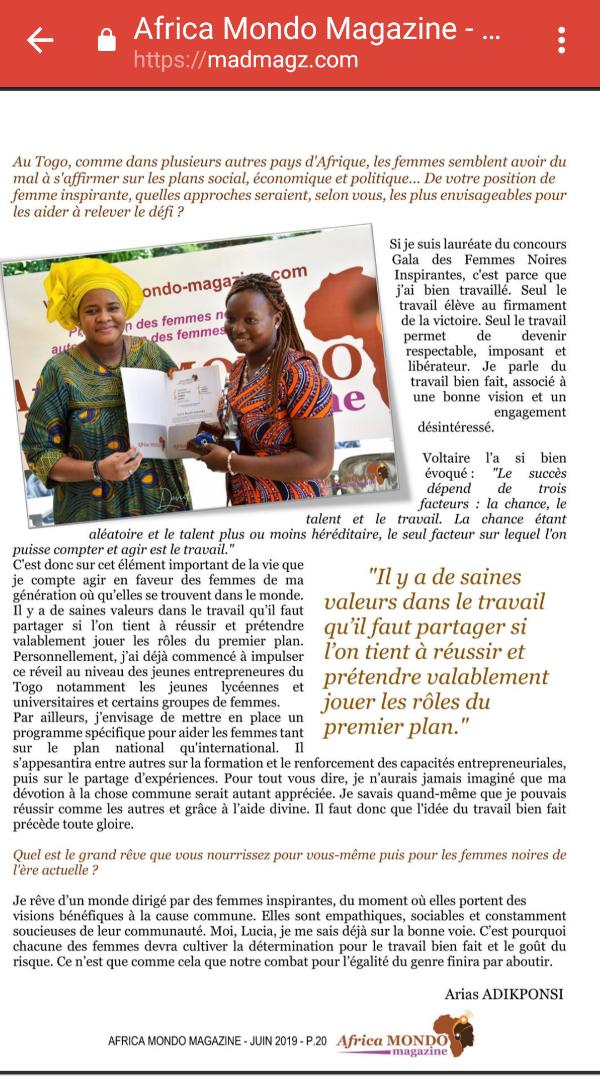 Africa Mondo Magazine - ...
https://madmagz.com
Au Togo, comme dans plusieurs autres pays d'Afrique, les femmes semblent avoir du
mal à s'affirmer sur les plans social, économique et politique... De votre position de
femme inspirante, quelles approches seraient, selon vous, les plus envisageables pour
les aider à relever le défi ?
ondo-magazine.com
des femmes
des femmes
Si je suis lauréate du concours
Gala des Femmes Noires
Inspirantes, c'est parce que
j'ai bien travaillé. Seul le
travail élève au firmament
de la victoire. Seul le travail
permet de devenir
respectable, imposant et
libérateur. Je parle du
travail bien fait, associé à
une bonne vision et un
engagement
désintéressé.
Voltaire l'a si bien
évoqué : "Le succès
dépend de trois
facteurs : la chance, le
talent et le travail. La chance étant
aléatoire et le talent plus ou moins héréditaire, le seul facteur sur lequel l'on
puisse compter et agir est le travail."
C'est donc sur cet élément important de la vie que
je compte agir en faveur des femmes de ma
génération où qu'elles se trouvent dans le monde.
Il y a de saines valeurs dans le travail qu'il faut
partager si l'on tient à réussir et prétendre
valablement jouer les rôles du premier plan.
Personnellement, j'ai déjà commencé à impulser
ce réveil au niveau des jeunes entrepreneures du
Togo notamment les jeunes lycéennes et
universitaires et certains groupes de femmes.
Par ailleurs, j'envisage de mettre en place un
programme spécifique pour aider les femmes tant
sur le plan national qu'international. Il
"Il y a de saines
valeurs dans le travail
qu'il faut partager si
l'on tient à réussir et
prétendre valablement
jouer les rôles du
premier plan."
s'appesantira entre autres sur la formation et le renforcement des capacités entrepreneuriales,
puis sur le partage d'expériences. Pour tout vous dire, je n'aurais jamais imaginé que ma
dévotion à la chose commune serait autant appréciée. Je savais quand-même que je pouvais
réussir comme les autres et grâce à l'aide divine. Il faut donc que l'idée du travail bien fait
précède toute gloire.
Quel est le grand rêve que vous nourrissez pour vous-même puis pour les femmes noires de
l'ère actuelle ?
Je rêve d'un monde dirigé par des femmes inspirantes, du moment où elles portent des
visions bénéfiques à la cause commune. Elles sont empathiques, sociables et constamment
soucieuses de leur communauté. Moi, Lucia, je me sais déjà sur la bonne voie. C'est pourquoi
chacune des femmes devra cultiver la détermination pour le travail bien fait et le goût du
risque. Ce n'est que comme cela que notre combat pour l'égalité du genre finira par aboutir.
Arias ADIKPONSI
AFRICA MONDO MAGAZINE - JUIN 2019 - P.20
Africa MONDO
magazine